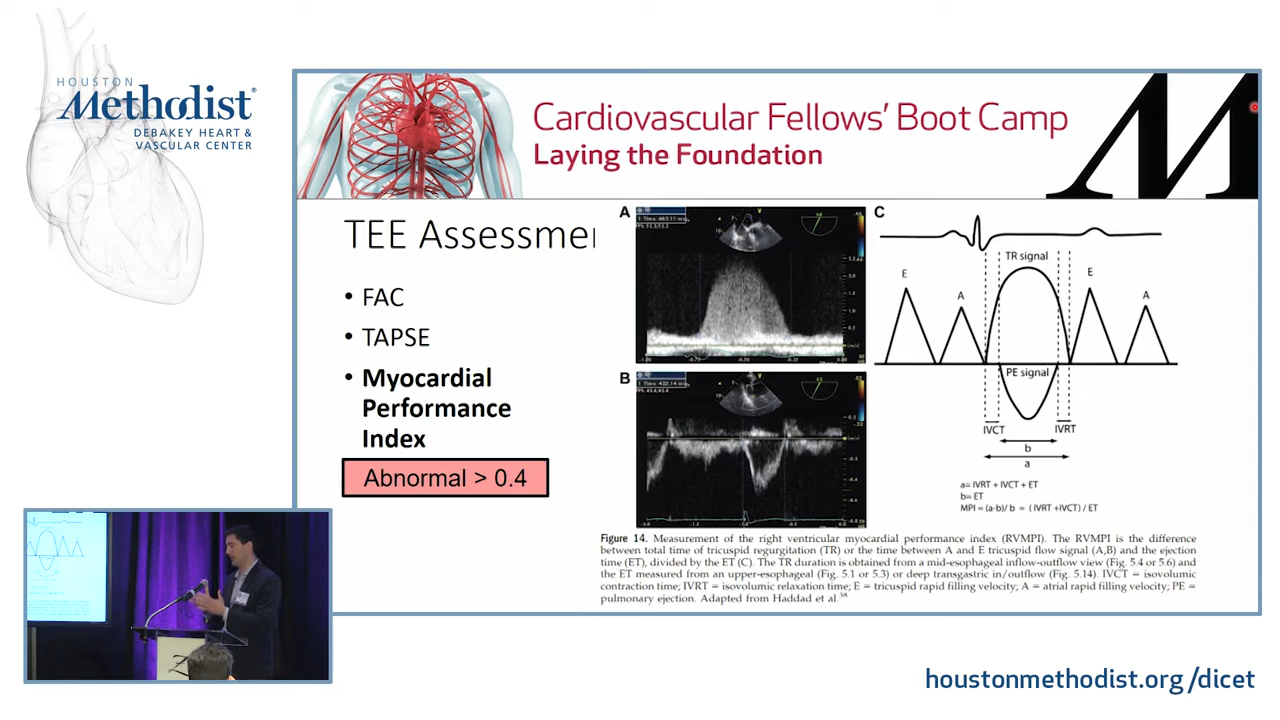 HOUSTON
Methodist®
DEBAKEY HEART &
VASCULAR CENTER
Cardiovascular Fellows' Boot Camp
Laying the Foundation
M
TEE Assessmen
• FAC
• TAPSE
• Myocardial
Performance
Index
Abnormal > 0.4
A
B
C
TR signal
E
A
E
A
PE signal
IVCT
IVRT
b
a
a= IVRT + IVCT + ET
b= ET
MPI = (a-b)/ b = ( IVRT +IVCT) / ET
Figure 14. Measurement of the right ventricular myocardial performance index (RVMPI). The RVMPI is the difference
between total time of tricuspid regurgitation (TR) or the time between A and E tricuspid flow signal (A,B) and the ejection
time (ET), divided by the ET (C). The TR duration is obtained from a mid-esophageal inflow-outflow view (Fig. 5.4 or 5.6) and
the ET measured from an upper-esophageal (Fig. 5.1 or 5.3) or deep transgastric in/outflow (Fig. 5.14). IVCT = isovolumic
contraction time; IVRT = isovolumic relaxation time; E = tricuspid rapid filling velocity; A = atrial rapid filling velocity; PE =
pulmonary ejection. Adapted from Haddad et al.³⁸
houstonmethodist.org/dicet